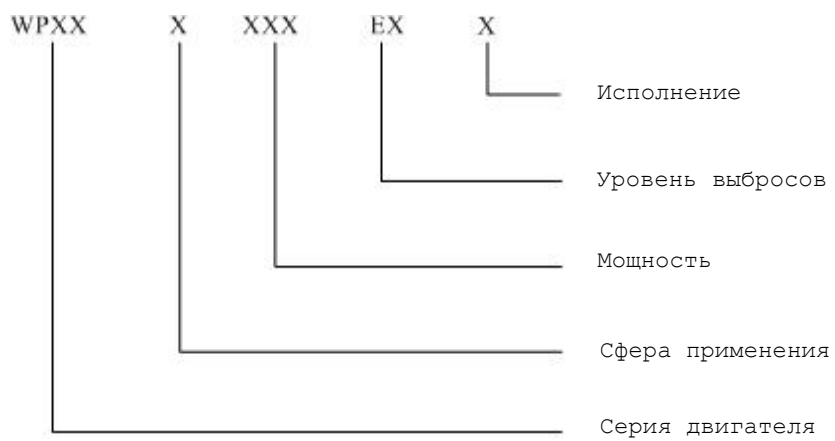 WPXX X XXX EX X
Исполнение
Уровень выбросов
Мощность
Сфера применения
Серия двигателя